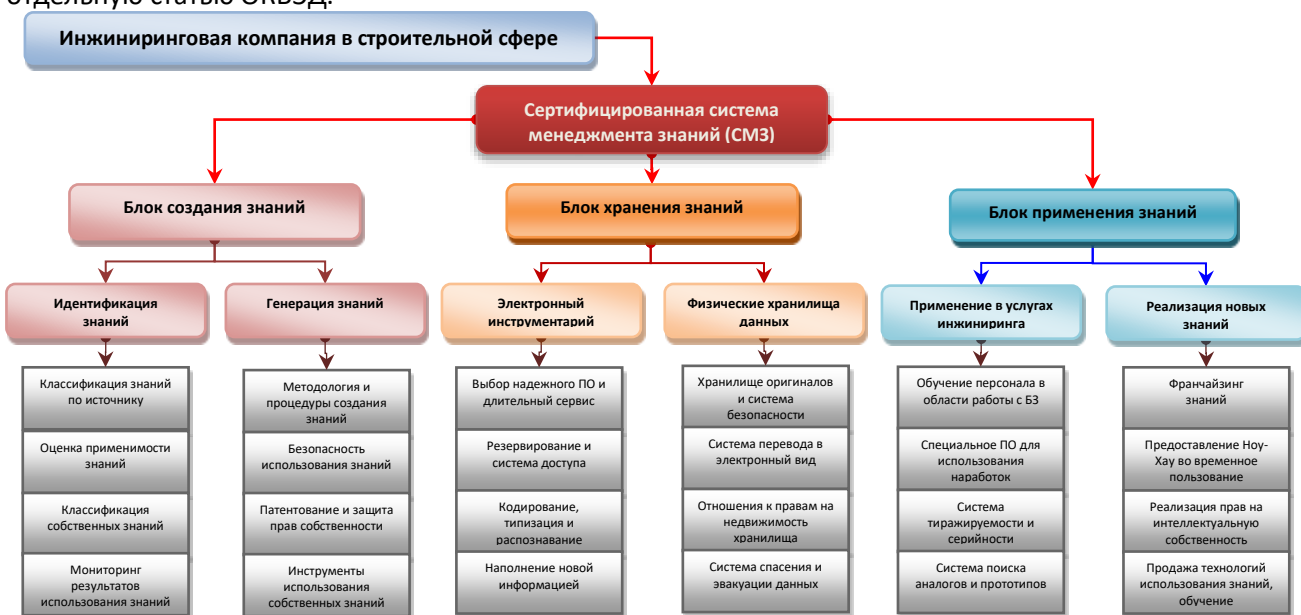 отдельную статью ОКВЭД.
Инжиниринговая компания в строительной сфере
Сертифицированная система
менеджмента знаний (СМЗ)
Блок создания знаний
Блок хранения знаний
Блок применения знаний
Идентификация
знаний
Генерация знаний
Электронный
инструментарий
Физические хранилища
данных
Применение в услугах
инжиниринга
Реализация новых
знаний
Классификация знаний
по источнику
Оценка применимости
знаний
Классификация
собственных знаний
Мониторинг
результатов
использования знаний
Методология и
процедуры создания
знаний
Безопасность
использования знаний
Патентование и защита
прав собственности
Инструменты
использования
собственных знаний
Выбор надежного ПО и
длительный сервис
Резервирование и
система доступа
Кодирование,
типизация и
распознавание
Наполнение новой
информацией
Хранилище оригиналов
и система
безопасности
Система перевода в
электронный вид
Отношения к правам на
недвижимость
хранилища
Система спасения и
эвакуации данных
Обучение персонала в
области работы с БЗ
Специальное ПО для
использования
наработок
Система
тиражируемости и
серийности
Система поиска
аналогов и прототипов
Франчайзинг
знаний
Предоставление Ноу-
Хау во временное
пользование
Реализация прав на
интеллектуальную
собственность
Продажа технологий
использования знаний,
обучение